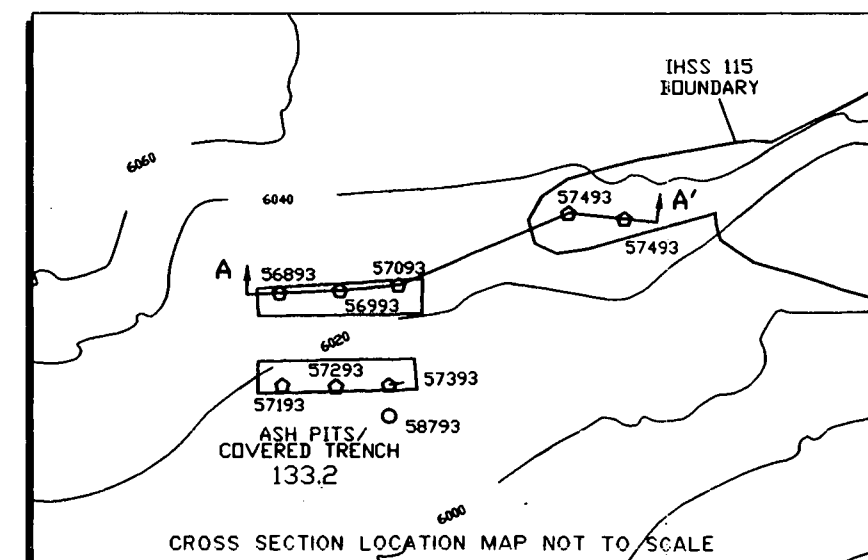 IHSS 115
BOUNDARY
6060
6040
57493
A'
57493
A
56893
57093
56993
6020
57293
57393
57193
58793
ASH PITS/
COVERED TRENCH
133.2
6000
CROSS SECTION LOCATION MAP NOT TO SCALE